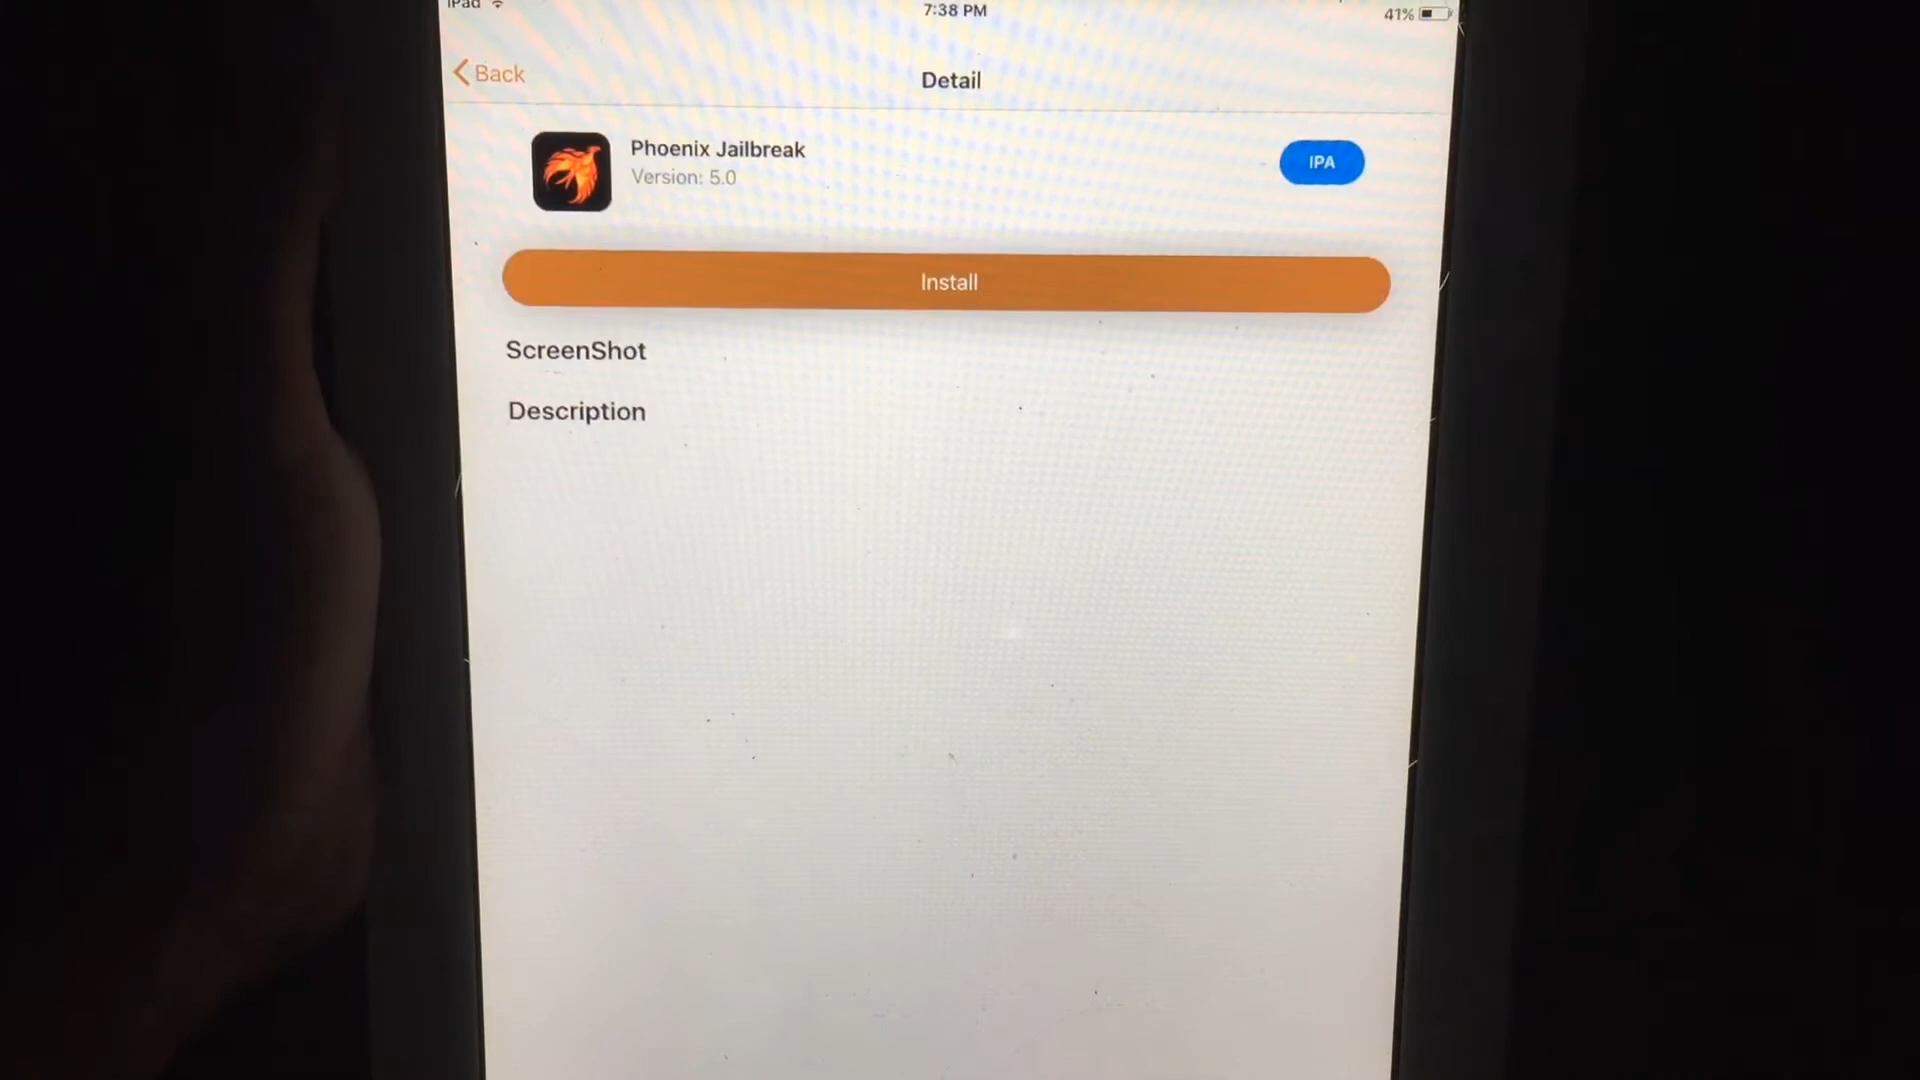 iPad
7:38 PM
41%
Back
Detail
Phoenix Jailbreak
Version: 5.0
IPA
Install
ScreenShot
Description